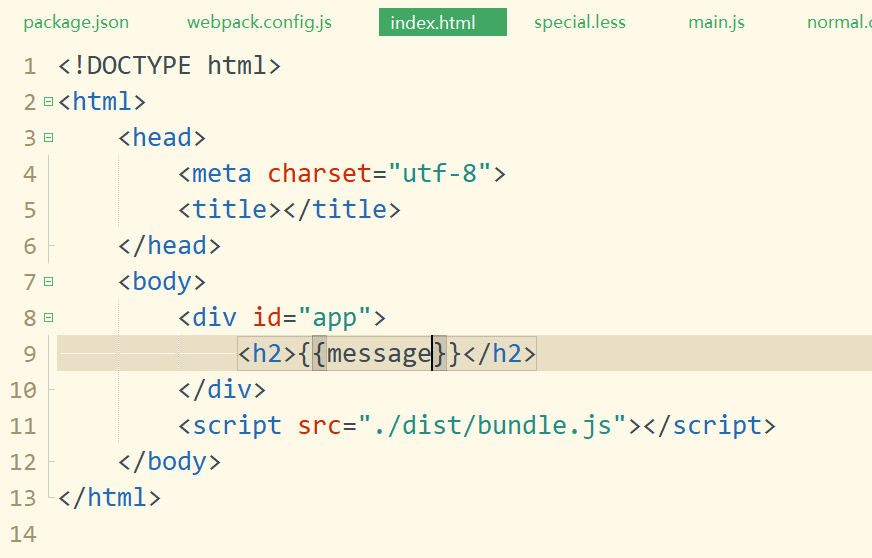 package.json webpack.config.js index.html special.less main.js normal.c
1 <!DOCTYPE html>
2 <html>
3 <head>
4 <meta charset="utf-8">
5 <title></title>
6 </head>
7 <body>
8 <div id="app">
9 <h2>{{message}}</h2>
10 </div>
11 <script src="./dist/bundle.js"></script>
12 </body>
13 </html>
14